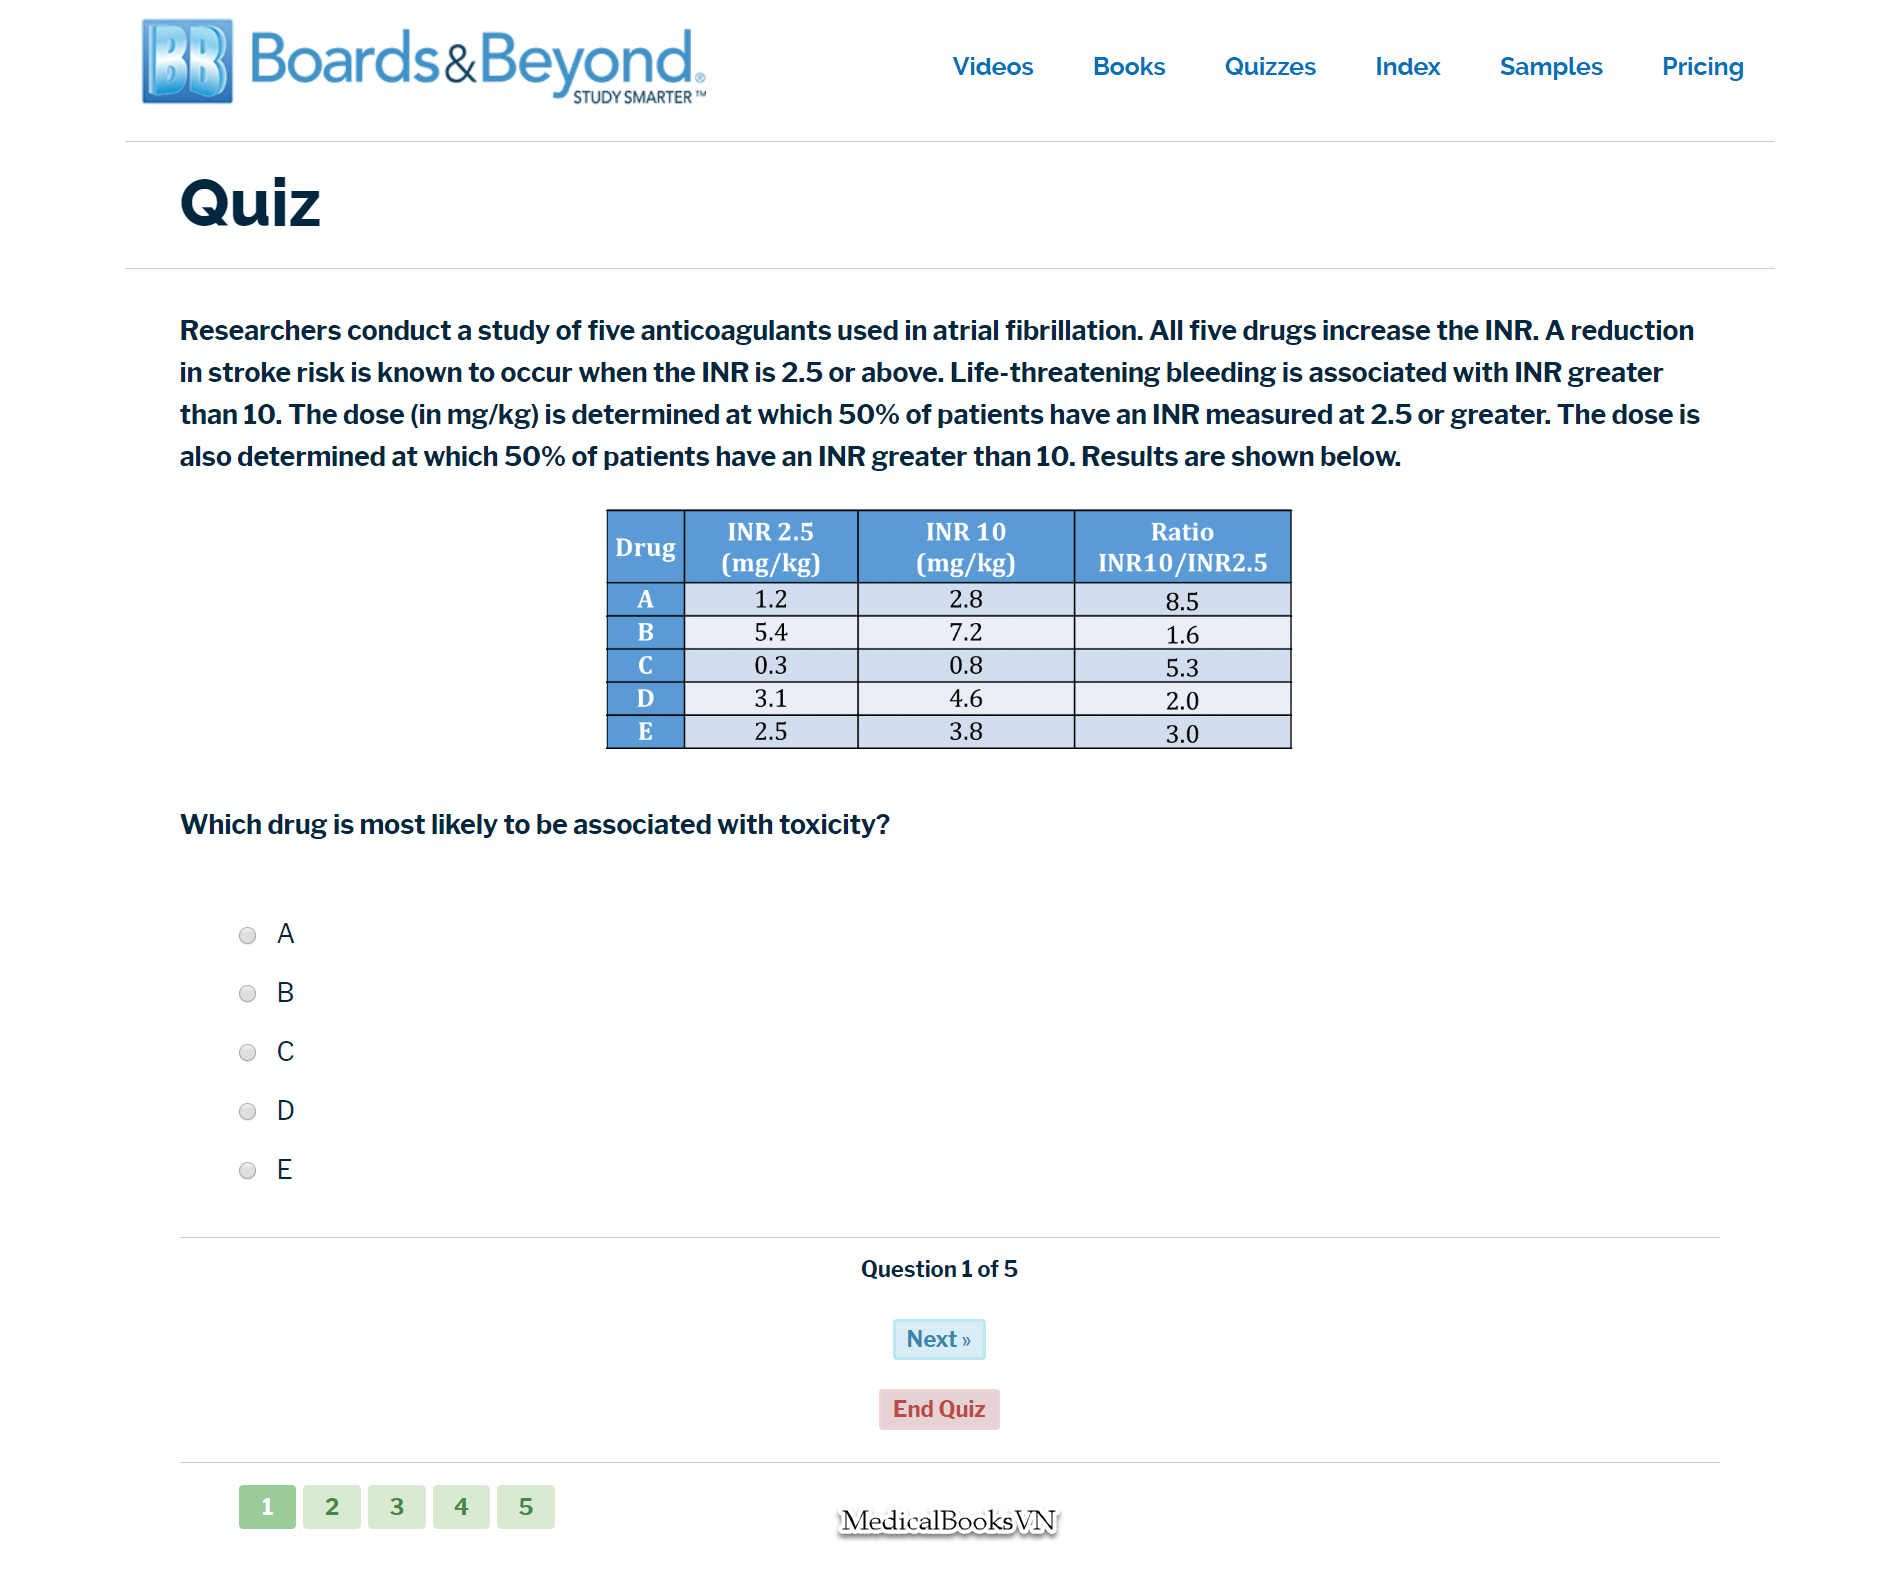 BB Boards&Beyond®
STUDY SMARTER™
Videos Books Quizzes Index Samples Pricing
Quiz
Researchers conduct a study of five anticoagulants used in atrial fibrillation. All five drugs increase the INR. A reduction
in stroke risk is known to occur when the INR is 2.5 or above. Life-threatening bleeding is associated with INR greater
than 10. The dose (in mg/kg) is determined at which 50% of patients have an INR measured at 2.5 or greater. The dose is
also determined at which 50% of patients have an INR greater than 10. Results are shown below.
Drug INR 2.5 (mg/kg) INR 10 (mg/kg) Ratio INR10/INR2.5
A 1.2 2.8 8.5
B 5.4 7.2 1.6
C 0.3 0.8 5.3
D 3.1 4.6 2.0
E 2.5 3.8 3.0
Which drug is most likely to be associated with toxicity?
A
B
C
D
E
Question 1 of 5
Next »
End Quiz
1 2 3 4 5
MedicalBooksVN